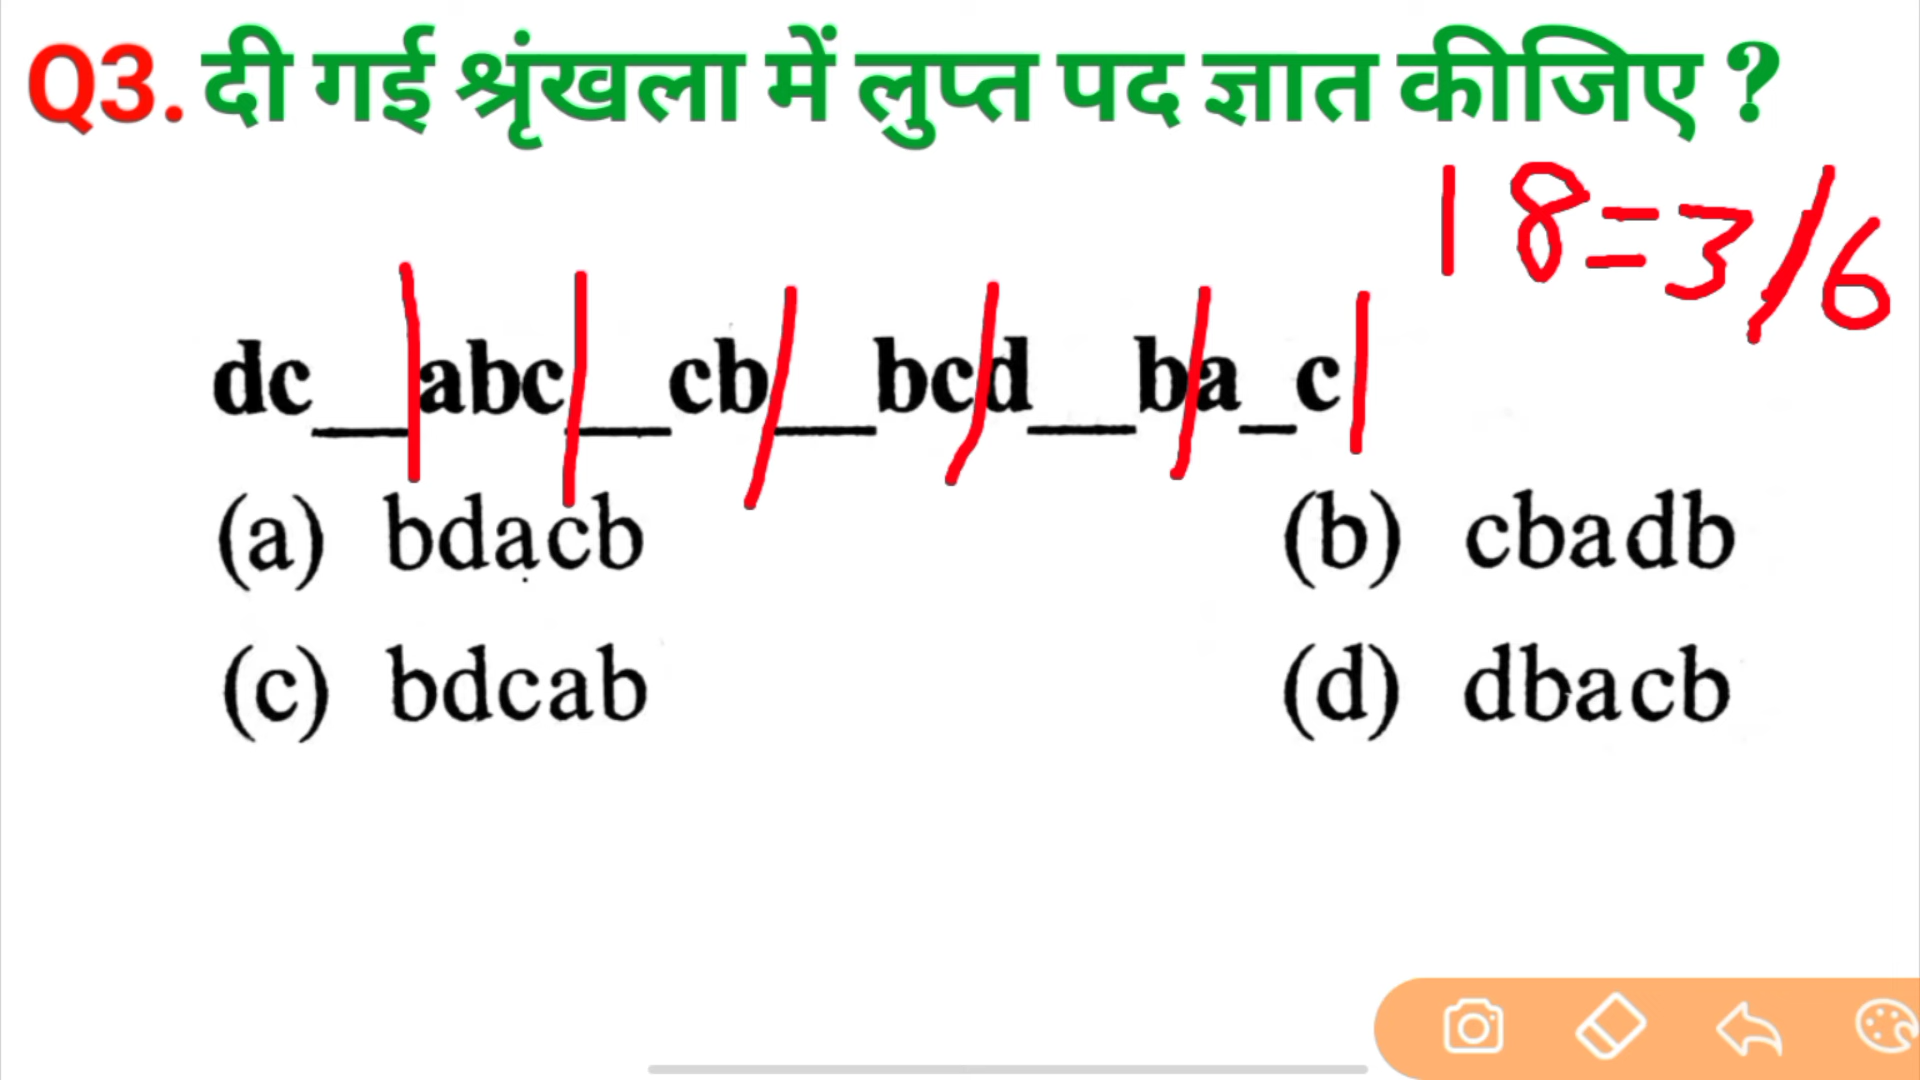 Q3. दी गई श्रृंखला में लुप्त पद ज्ञात कीजिए ?
18=3/6
dc__abc__cb__bcd__ba_c
(a) bdacb (b) cbadb
(c) bdcab (d) dbacb